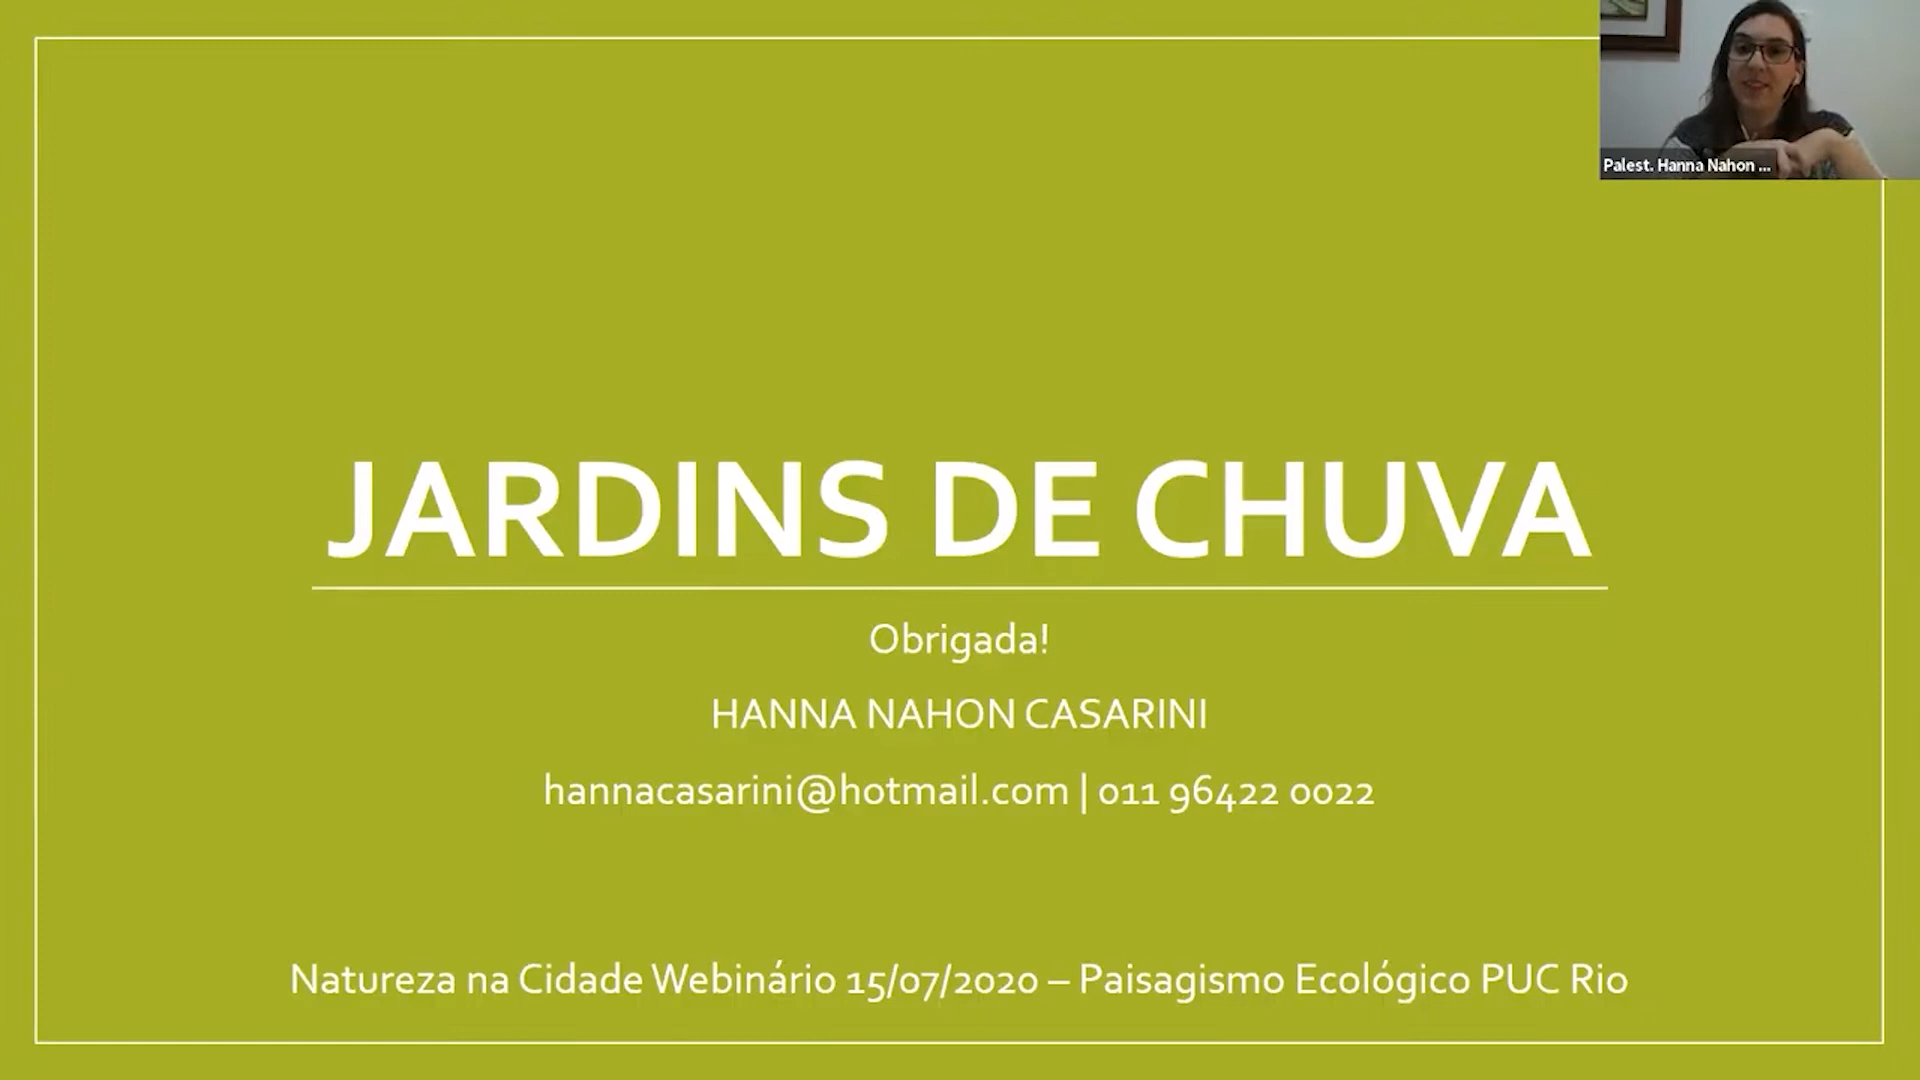 Palest. Hanna Nahon ...
JARDINS DE CHUVA
Obrigada!
HANNA NAHON CASARINI
hannacasarini@hotmail.com | 011 96422 0022
Natureza na Cidade Webinário 15/07/2020 – Paisagismo Ecológico PUC Rio